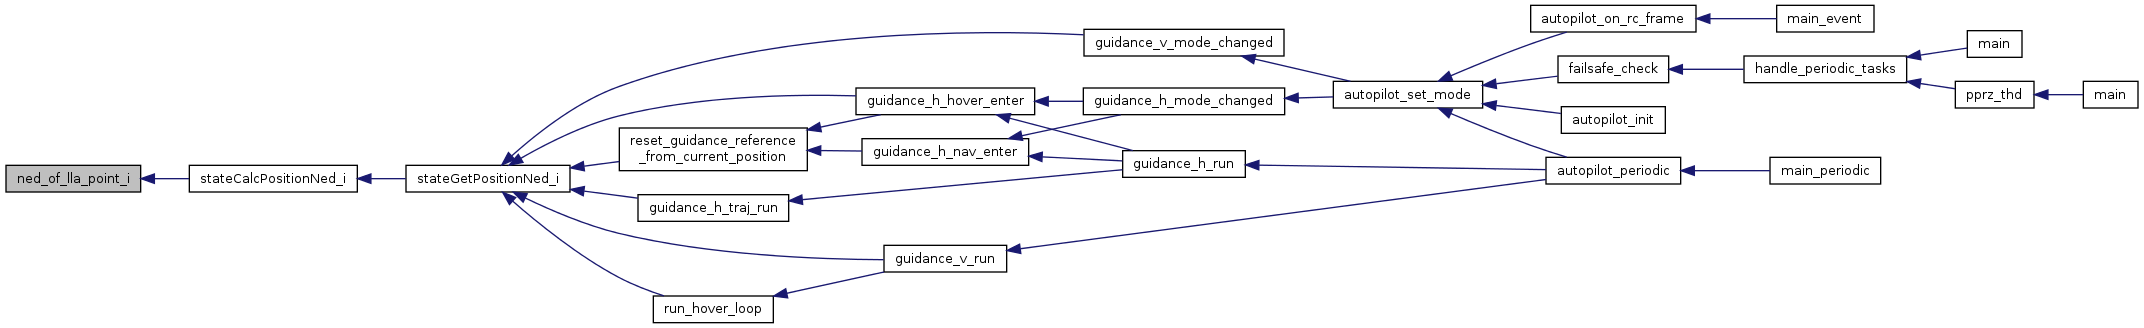 ned_of_lla_point_i
stateCalcPositionNed_i
stateGetPositionNed_i
guidance_v_mode_changed
guidance_h_hover_enter
reset_guidance_reference
_from_current_position
guidance_h_nav_enter
guidance_h_traj_run
guidance_v_run
run_hover_loop
guidance_h_mode_changed
guidance_h_run
autopilot_set_mode
autopilot_on_rc_frame
failsafe_check
autopilot_init
autopilot_periodic
main_event
handle_periodic_tasks
main_periodic
main
pprz_thd
main